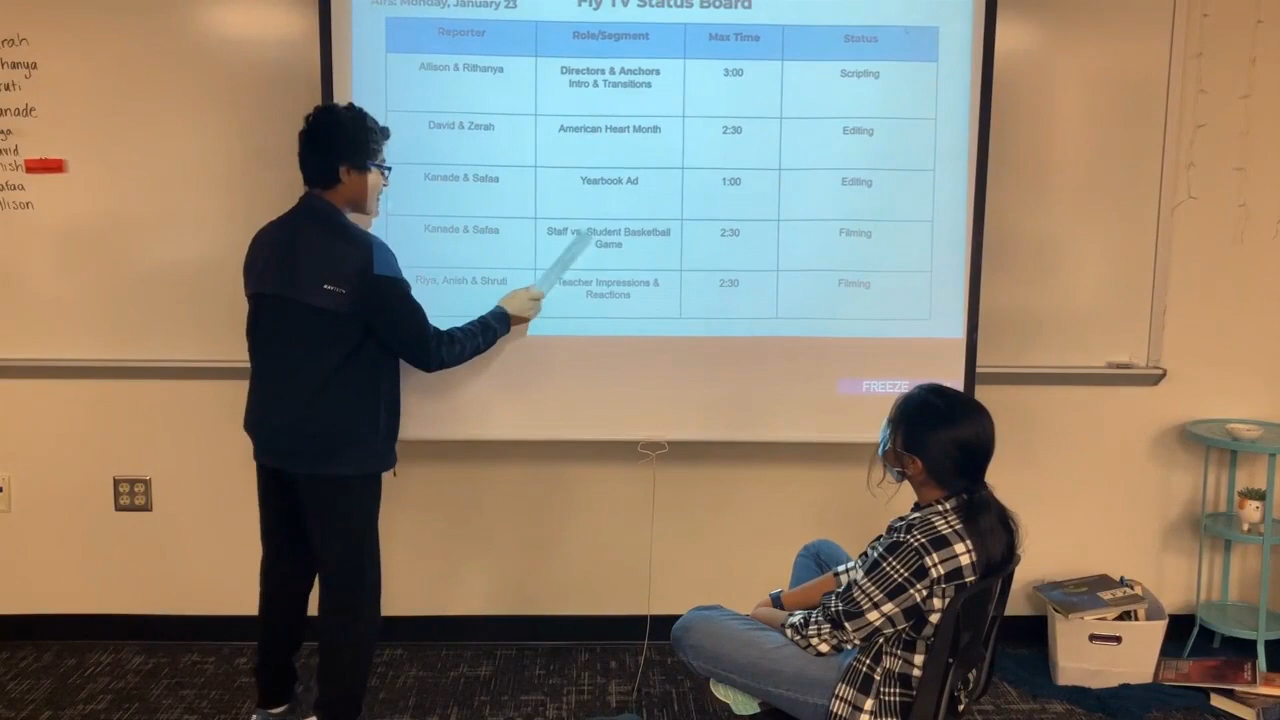 Airs: Monday, January 23
Fly TV Status Board
Reporter Role/Segment Max Time Status
Allison & Rithanya Directors & Anchors 3:00 Scripting
Intro & Transitions
David & Zerah American Heart Month 2:30 Editing
Kanade & Safaa Yearbook Ad 1:00 Editing
Kanade & Safaa Staff vs. Student Basketball 2:30 Filming
Game
Riya, Anish & Shruti Teacher Impressions & 2:30 Filming
Reactions
FREEZE
rah
hanya
ruti
anade
ya
avid
nish
afaa
llison